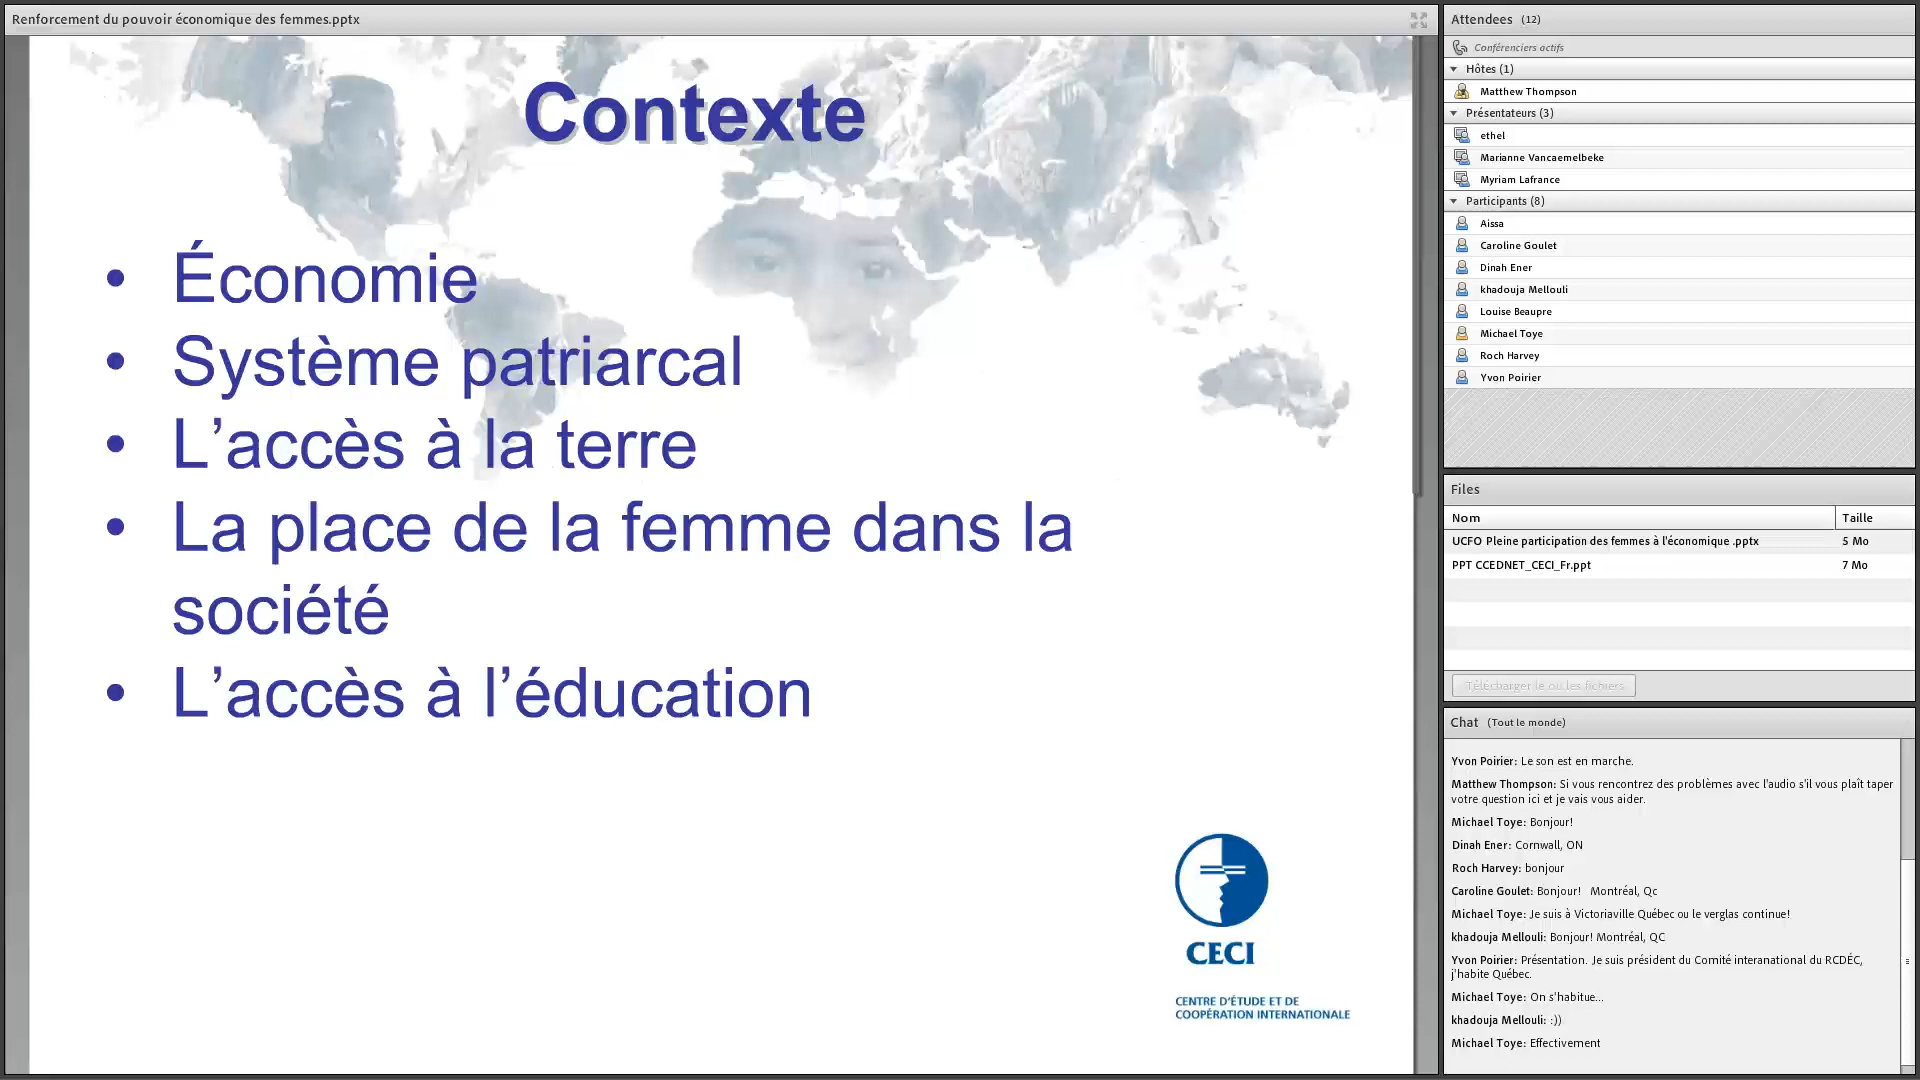 Renforcement du pouvoir économique des femmes.pptx
Contexte
• Économie
• Système patriarcal
• L’accès à la terre
• La place de la femme dans la
société
• L’accès à l’éducation
CECI
CENTRE D'ÉTUDE ET DE
COOPÉRATION INTERNATIONALE
Attendees (12)
Conférenciers actifs
Hôtes (1)
Matthew Thompson
Présentateurs (3)
ethel
Marianne Vancaemelbeke
Myriam Lafrance
Participants (8)
Aissa
Caroline Goulet
Dinah Ener
khadouja Mellouli
Louise Beaupre
Michael Toye
Roch Harvey
Yvon Poirier
Files
Nom Taille
UCFO Pleine participation des femmes à l'économique .pptx 5 Mo
PPT CCEDNET_CECI_Fr.ppt 7 Mo
Télécharger le ou les fichiers
Chat (Tout le monde)
Yvon Poirier: Le son est en marche.
Matthew Thompson: Si vous rencontrez des problèmes avec l'audio s'il vous plaît taper
votre question ici et je vais vous aider.
Michael Toye: Bonjour!
Dinah Ener: Cornwall, ON
Roch Harvey: bonjour
Caroline Goulet: Bonjour! Montréal, Qc
Michael Toye: Je suis à Victoriaville Québec ou le verglas continue!
khadouja Mellouli: Bonjour! Montréal, QC
Yvon Poirier: Présentation. Je suis président du Comité interanational du RCDÉC,
j'habite Québec.
Michael Toye: On s'habitue...
khadouja Mellouli: :))
Michael Toye: Effectivement